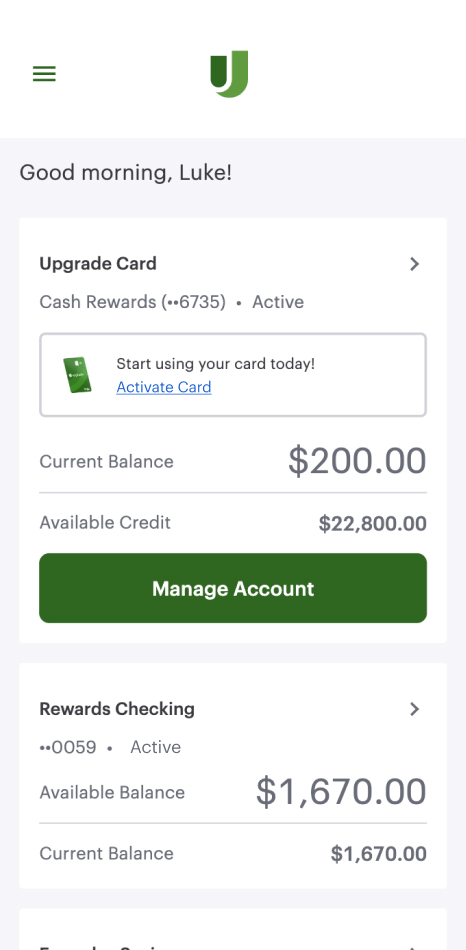 Good morning, Luke!
Upgrade Card
Cash Rewards (••6735) • Active
Start using your card today!
Activate Card
Current Balance $200.00
Available Credit $22,800.00
Manage Account
Rewards Checking
••0059 • Active
Available Balance $1,670.00
Current Balance $1,670.00